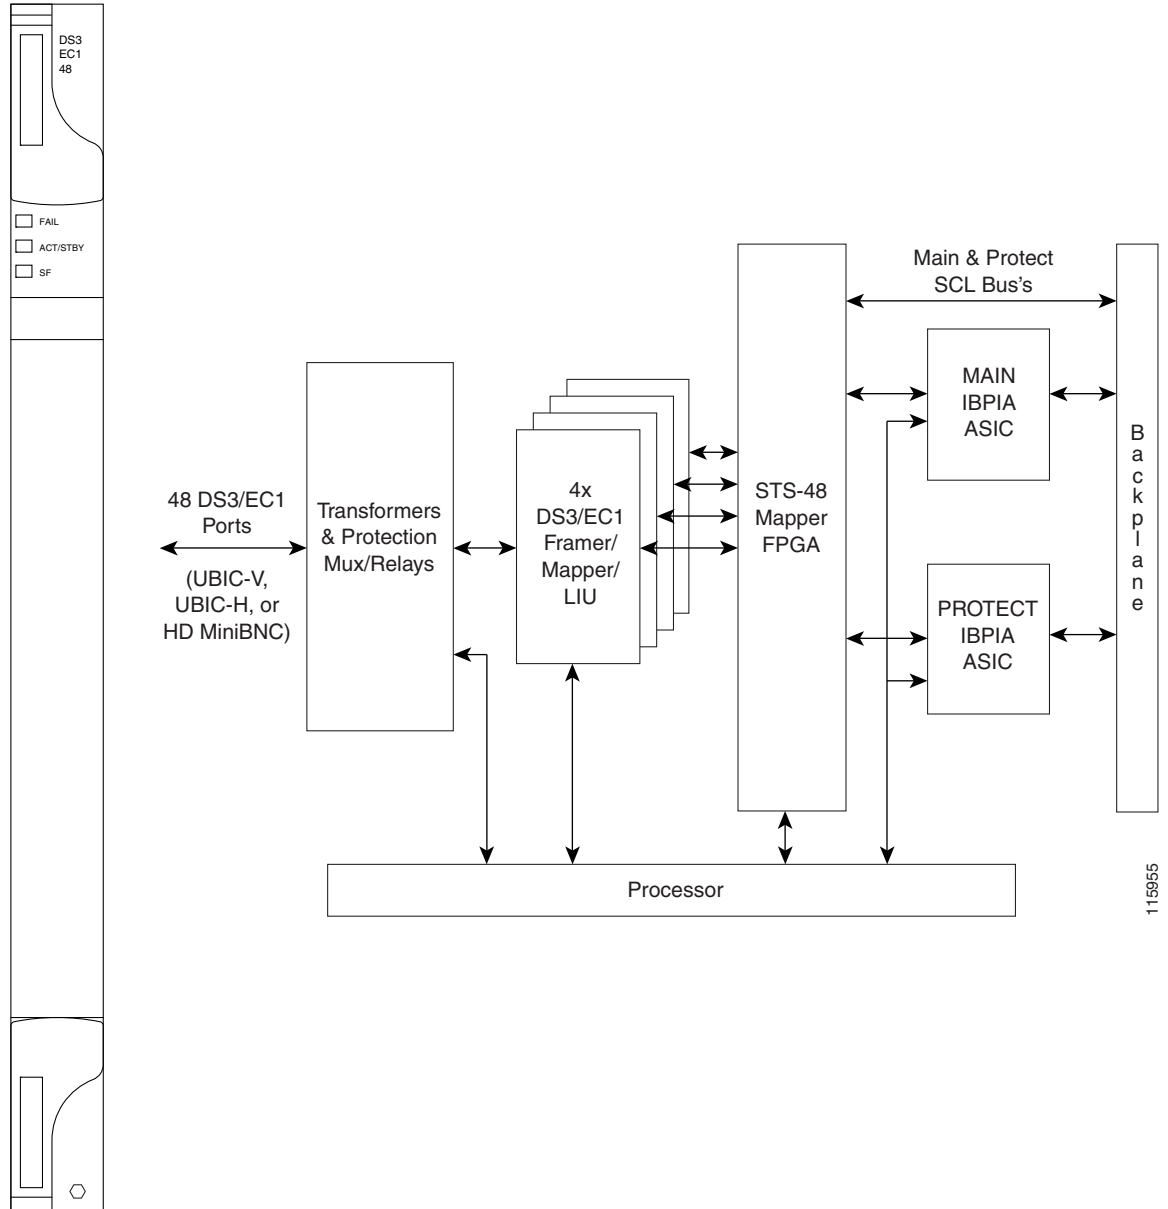 DS3
EC1
48
FAIL
ACT/STBY
SF
48 DS3/EC1
Ports
(UBIC-V,
UBIC-H, or
HD MiniBNC)
Transformers
& Protection
Mux/Relays
4x
DS3/EC1
Framer/
Mapper/
LIU
STS-48
Mapper
FPGA
Main & Protect
SCL Bus's
MAIN
IBPIA
ASIC
PROTECT
IBPIA
ASIC
Backplane
Processor
115955